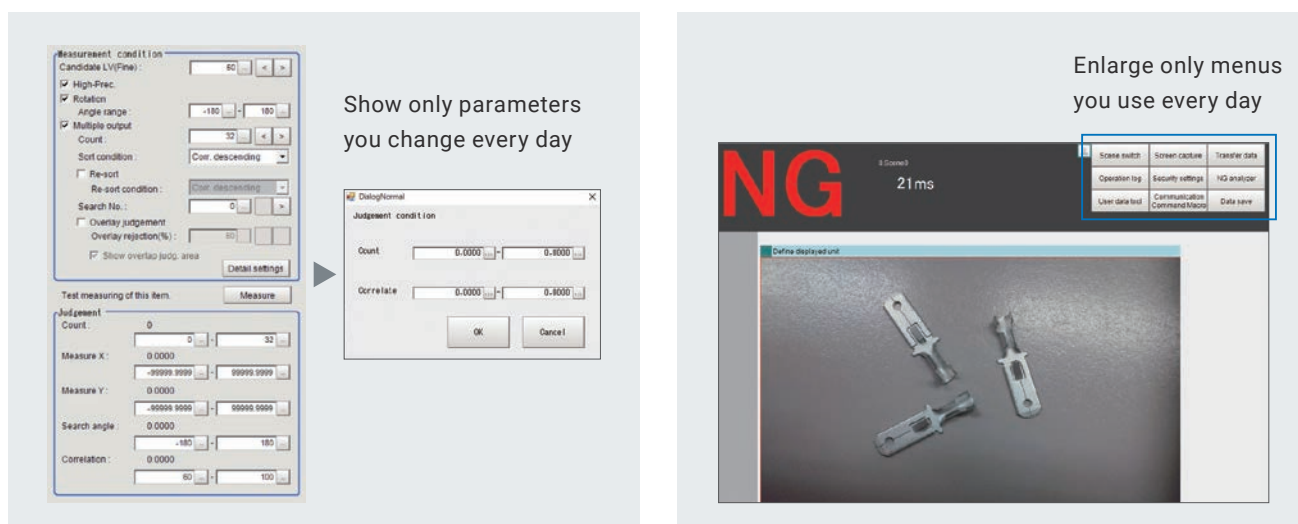 Measurement condition
Candidate LV(Fine) : 60 ... < >
High-Prec.
Rotation
Angle range : -180 ... - 180 ...
Multiple output
Count : 32 ... < >
Sort condition : Corr. descending
Re-sort
Re-sort condition : Corr. descending
Search No. : 0 ... >
Overlay judgement
Overlay rejection(%) : 60
Show overlap judg. area
Detail settings
Test measuring of this item. Measure
Judgement
Count : 0
0 ... - 32 ...
Measure X : 0.0000
-99999.9999 ... - 99999.9999 ...
Measure Y : 0.0000
-99999.9999 ... - 99999.9999 ...
Search angle : 0.0000
-180 ... - 180 ...
Correlation : 0.0000
60 ... - 100 ...
Show only parameters
you change every day
DialogNormal
Judgement condition
Count 0.0000 ... - 0.0000 ...
Correlate 0.0000 ... - 0.0000 ...
OK Cancel
Enlarge only menus
you use every day
NG
0.Scene0
21ms
Scene switch Screen capture Transfer data
Operation log Security settings NG analyzer
User data tool Communication Command Macro Data save
Define displayed unit